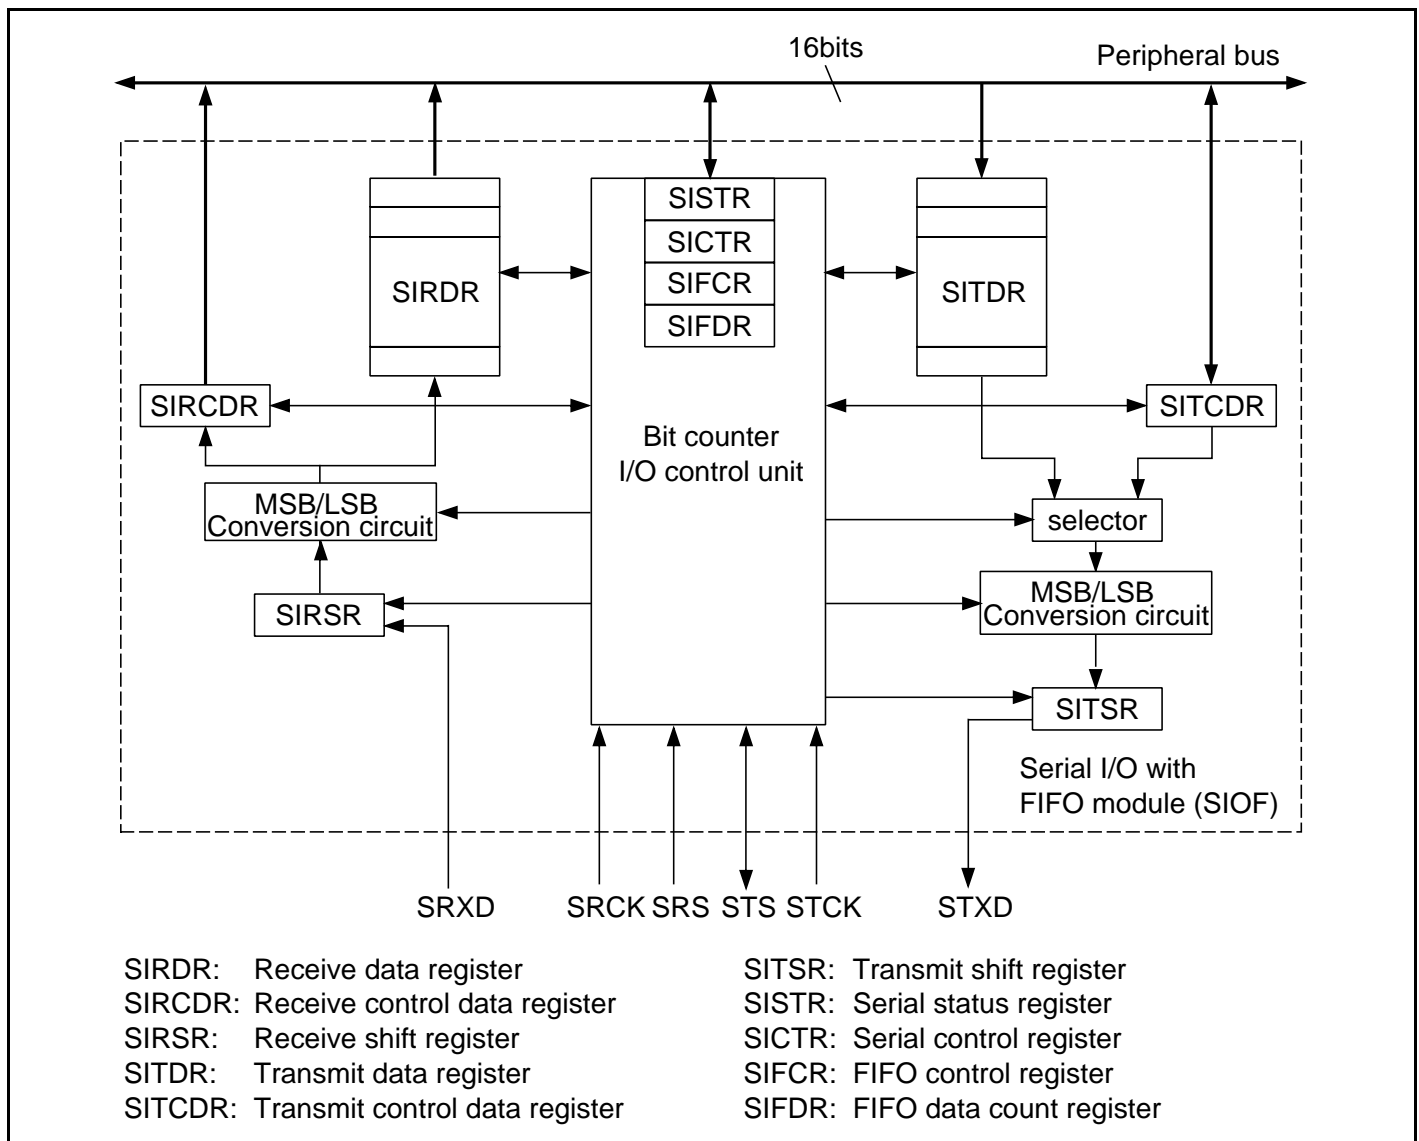 16bits
Peripheral bus
SISTR
SICTR
SIFCR
SIFDR
SIRDR
SITDR
SIRCDR
SITCDR
Bit counter
I/O control unit
MSB/LSB
Conversion circuit
selector
MSB/LSB
Conversion circuit
SIRSR
SITSR
Serial I/O with
FIFO module (SIOF)
SRXD
SRCK
SRS
STS
STCK
STXD
SIRDR: Receive data register
SIRCDR: Receive control data register
SIRSR: Receive shift register
SITDR: Transmit data register
SITCDR: Transmit control data register
SITSR: Transmit shift register
SISTR: Serial status register
SICTR: Serial control register
SIFCR: FIFO control register
SIFDR: FIFO data count register